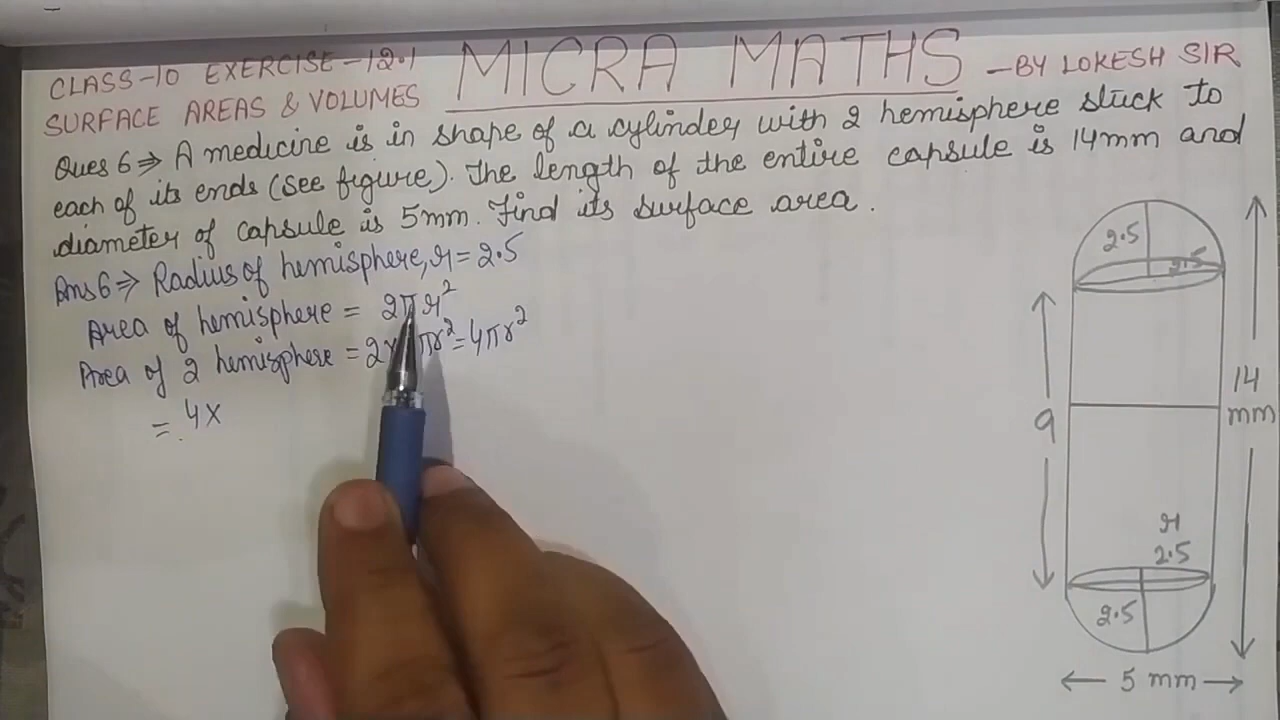 CLASS-10 EXERCISE-12.1
SURFACE AREAS & VOLUMES
MICRA MATHS
-BY LOKESH SIR
Ques 6⇒ A medicine is in shape of a cylinder with 2 hemisphere stuck to
each of its ends (see figure). The length of the entire capsule is 14mm and
diameter of capsule is 5mm. Find its surface area.
Ans 6⇒ Radius of hemisphere, r = 2.5
Area of hemisphere = 2πr²
Area of 2 hemisphere = 2× πr² = 4πr²
= 4×
2.5
2.5
9
14
mm
r
2.5
2.5
5 mm